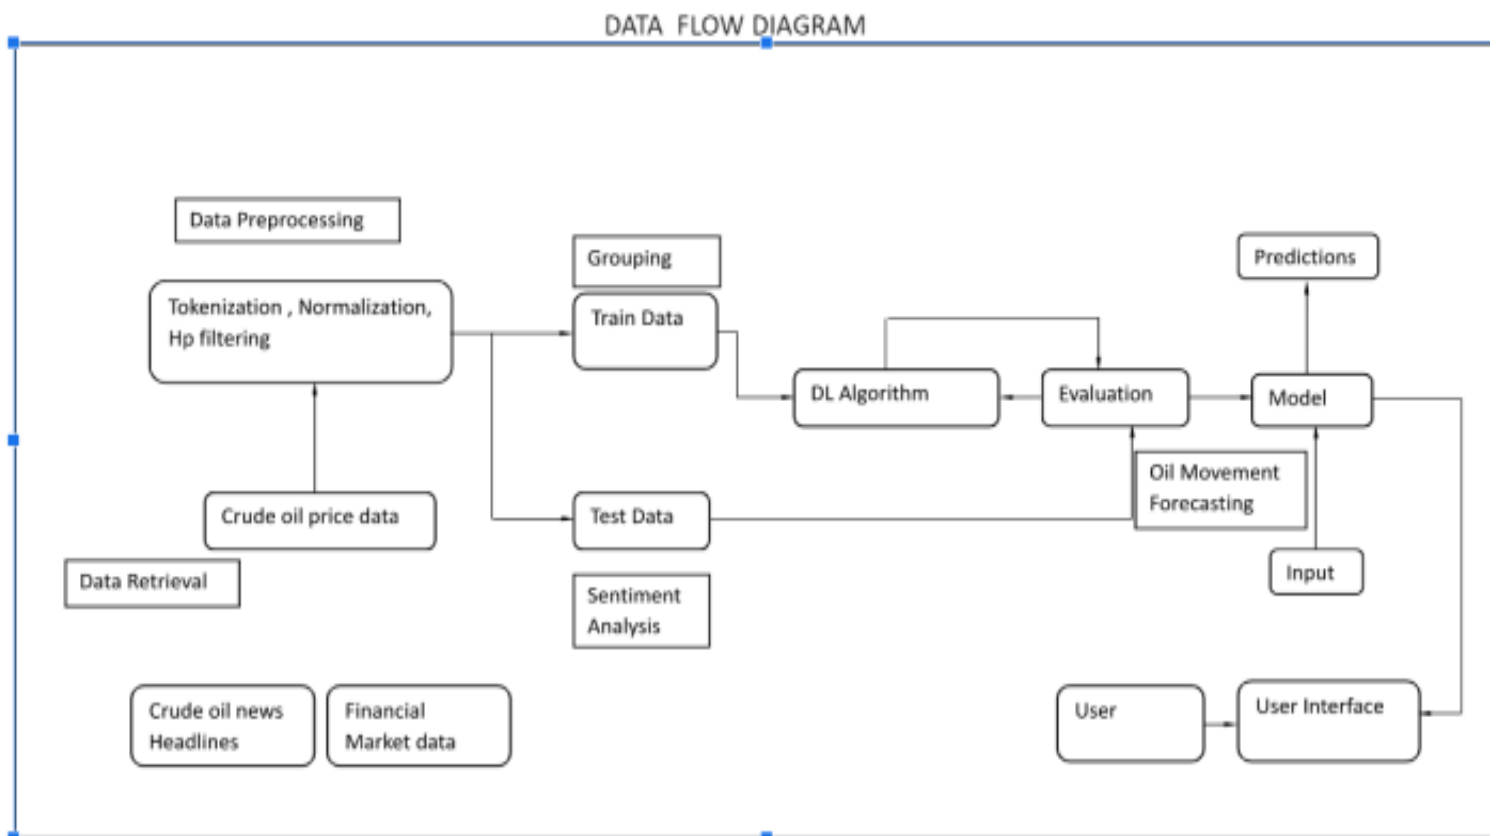 DATA FLOW DIAGRAM
Data Preprocessing
Tokenization , Normalization,
Hp filtering
Crude oil price data
Data Retrieval
Crude oil news
Headlines
Financial
Market data
Grouping
Train Data
Test Data
Sentiment
Analysis
DL Algorithm
Evaluation
Oil Movement
Forecasting
Predictions
Model
Input
User
User Interface